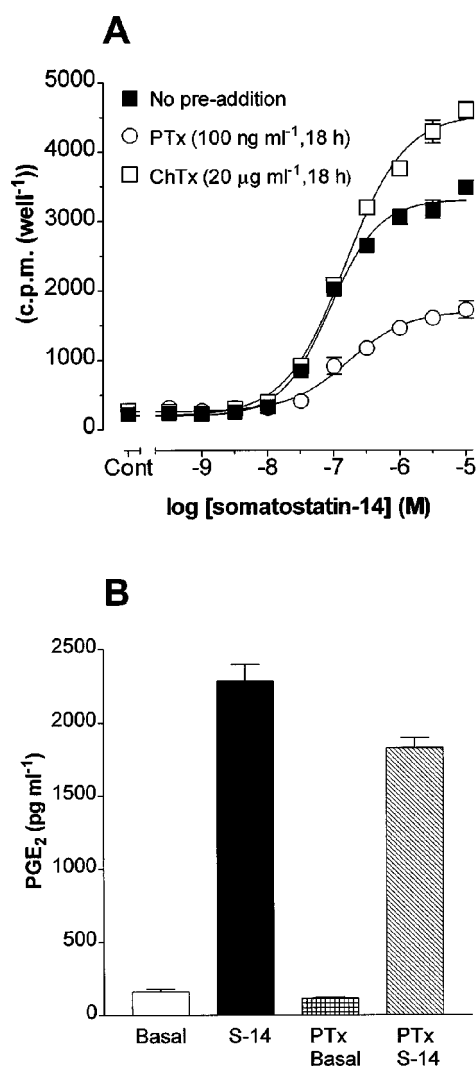 A
(c.p.m. (well⁻¹))
5000
4000
3000
2000
1000
0
■ No pre-addition
○ PTx (100 ng ml⁻¹,18 h)
□ ChTx (20 µg ml⁻¹,18 h)
Cont -9 -8 -7 -6 -5
log [somatostatin-14] (M)
B
PGE₂ (pg ml⁻¹)
2500
2000
1500
1000
500
0
Basal S-14 PTx PTx
Basal S-14